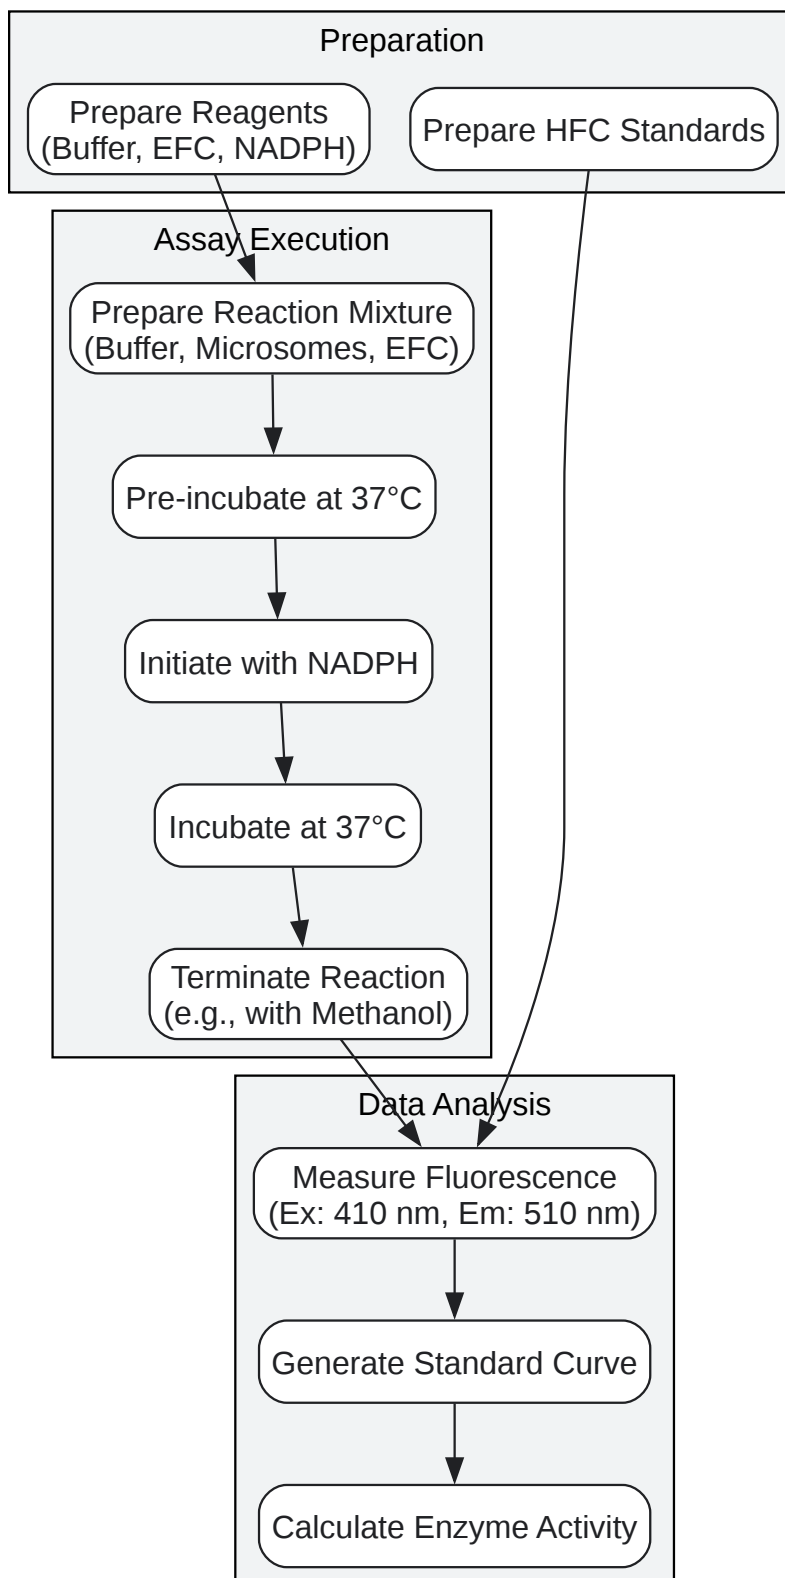 Preparation
Prepare Reagents
(Buffer, EFC, NADPH)
Prepare HFC Standards
Assay Execution
Prepare Reaction Mixture
(Buffer, Microsomes, EFC)
Pre-incubate at 37°C
Initiate with NADPH
Incubate at 37°C
Terminate Reaction
(e.g., with Methanol)
Data Analysis
Measure Fluorescence
(Ex: 410 nm, Em: 510 nm)
Generate Standard Curve
Calculate Enzyme Activity